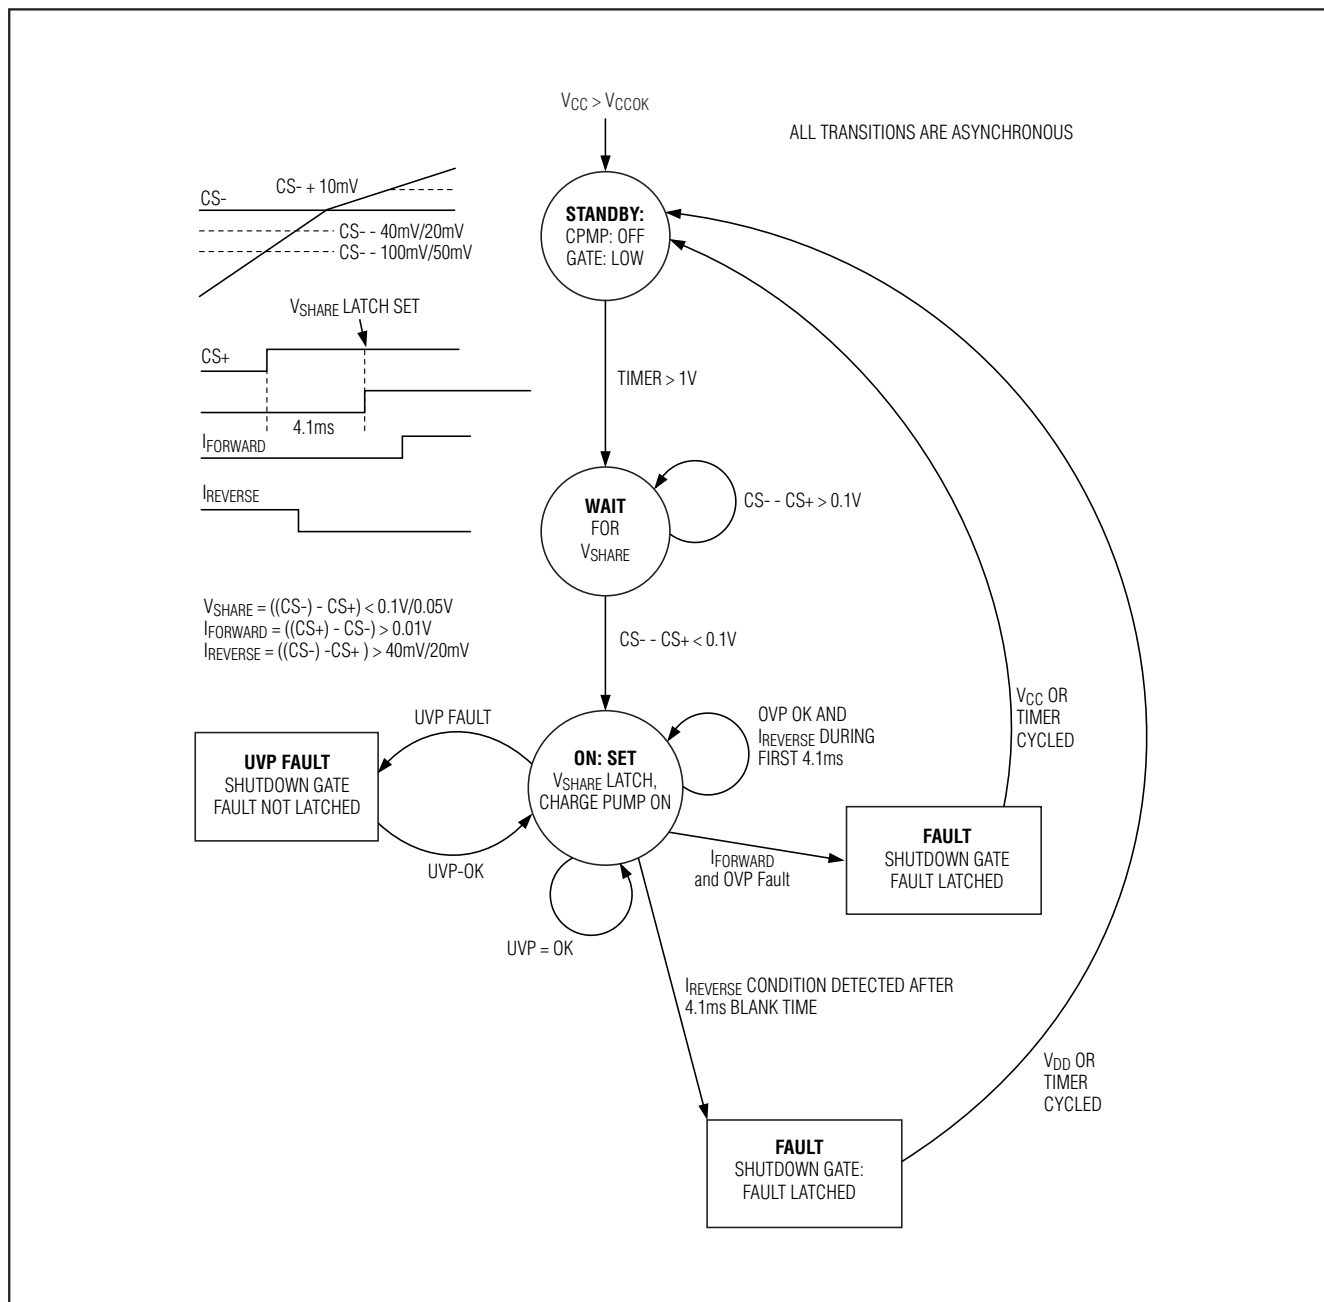 VCC > VCCOK
ALL TRANSITIONS ARE ASYNCHRONOUS
CS-
CS- + 10mV
CS- - 40mV/20mV
CS- - 100mV/50mV
STANDBY:
CPMP: OFF
GATE: LOW
VSHARE LATCH SET
CS+
4.1ms
IFORWARD
IREVERSE
TIMER > 1V
WAIT
FOR
VSHARE
CS- - CS+ > 0.1V
VSHARE = ((CS-) - CS+) < 0.1V/0.05V
IFORWARD = ((CS+) - CS-) > 0.01V
IREVERSE = ((CS-) -CS+ ) > 40mV/20mV
CS- - CS+ < 0.1V
UVP FAULT
UVP FAULT
SHUTDOWN GATE
FAULT NOT LATCHED
UVP-OK
ON: SET
VSHARE LATCH,
CHARGE PUMP ON
OVP OK AND
IREVERSE DURING
FIRST 4.1ms
VCC OR
TIMER
CYCLED
IFORWARD
and OVP Fault
FAULT
SHUTDOWN GATE
FAULT LATCHED
UVP = OK
IREVERSE CONDITION DETECTED AFTER
4.1ms BLANK TIME
VDD OR
TIMER
CYCLED
FAULT
SHUTDOWN GATE:
FAULT LATCHED